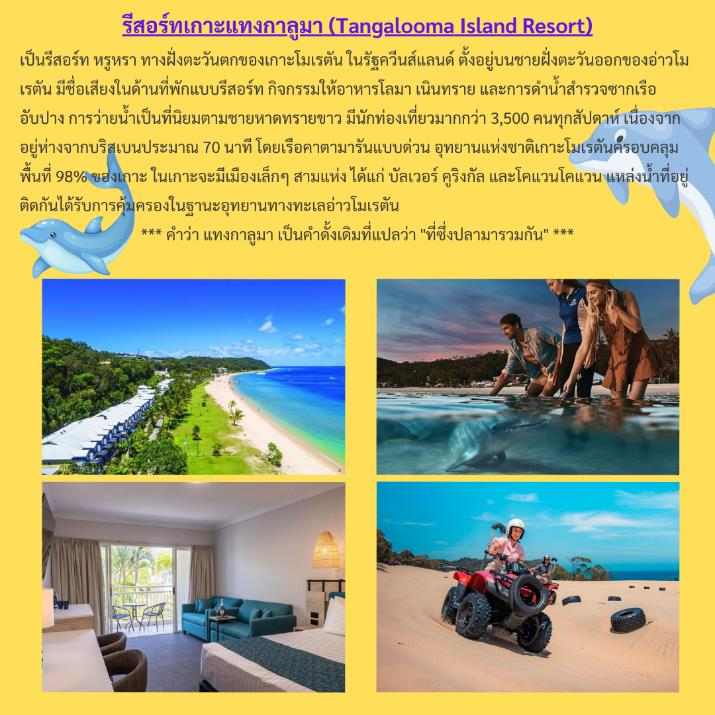 รีสอร์ทเกาะแทงกาลูมา (Tangalooma Island Resort)
เป็นรีสอร์ท หรูหรา ทางฝั่งตะวันตกของเกาะโมเรตัน ในรัฐควีนส์แลนด์ ตั้งอยู่บนชายฝั่งตะวันออกของอ่าวโม
เรตัน มีชื่อเสียงในด้านที่พักแบบรีสอร์ท กิจกรรมให้อาหารโลมา เนินทราย และการดำน้ำสำรวจซากเรือ
อับปาง การว่ายน้ำเป็นที่นิยมตามชายหาดทรายขาว มีนักท่องเที่ยวมากกว่า 3,500 คนทุกสัปดาห์ เนื่องจาก
อยู่ห่างจากบริสเบนประมาณ 70 นาที โดยเรือคาตามารันแบบด่วน อุทยานแห่งชาติเกาะโมเรตันครอบคลุม
พื้นที่ 98% ของเกาะ ในเกาะจะมีเมืองเล็กๆ สามแห่ง ได้แก่ บัลเวอร์ คูริงกัล และโคแวนโคแวน แหล่งน้ำที่อยู่
ติดกันได้รับการคุ้มครองในฐานะอุทยานทางทะเลอ่าวโมเรตัน
*** คำว่า แทงกาลูมา เป็นคำดั้งเดิมที่แปลว่า "ที่ซึ่งปลามารวมกัน" ***